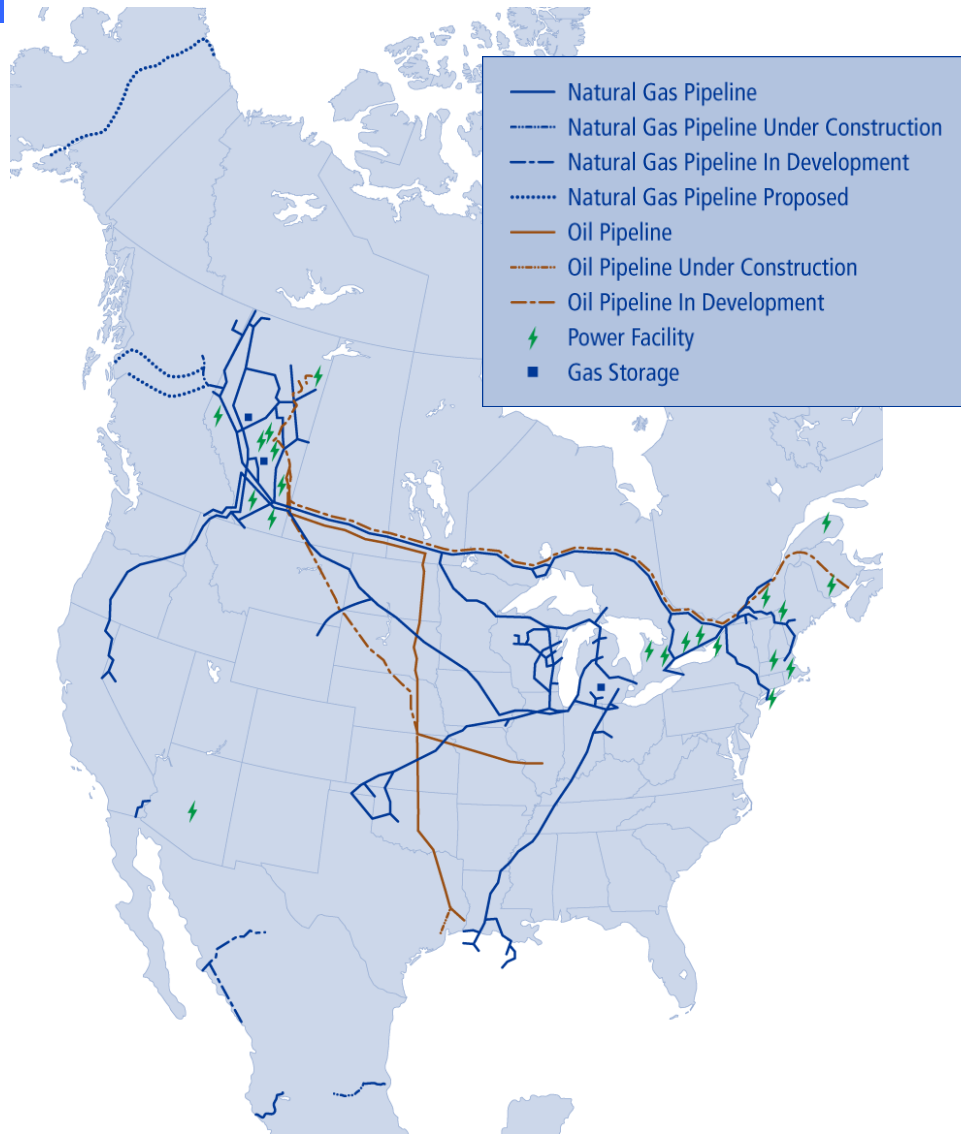 Natural Gas Pipeline
Natural Gas Pipeline Under Construction
Natural Gas Pipeline In Development
Natural Gas Pipeline Proposed
Oil Pipeline
Oil Pipeline Under Construction
Oil Pipeline In Development
Power Facility
Gas Storage